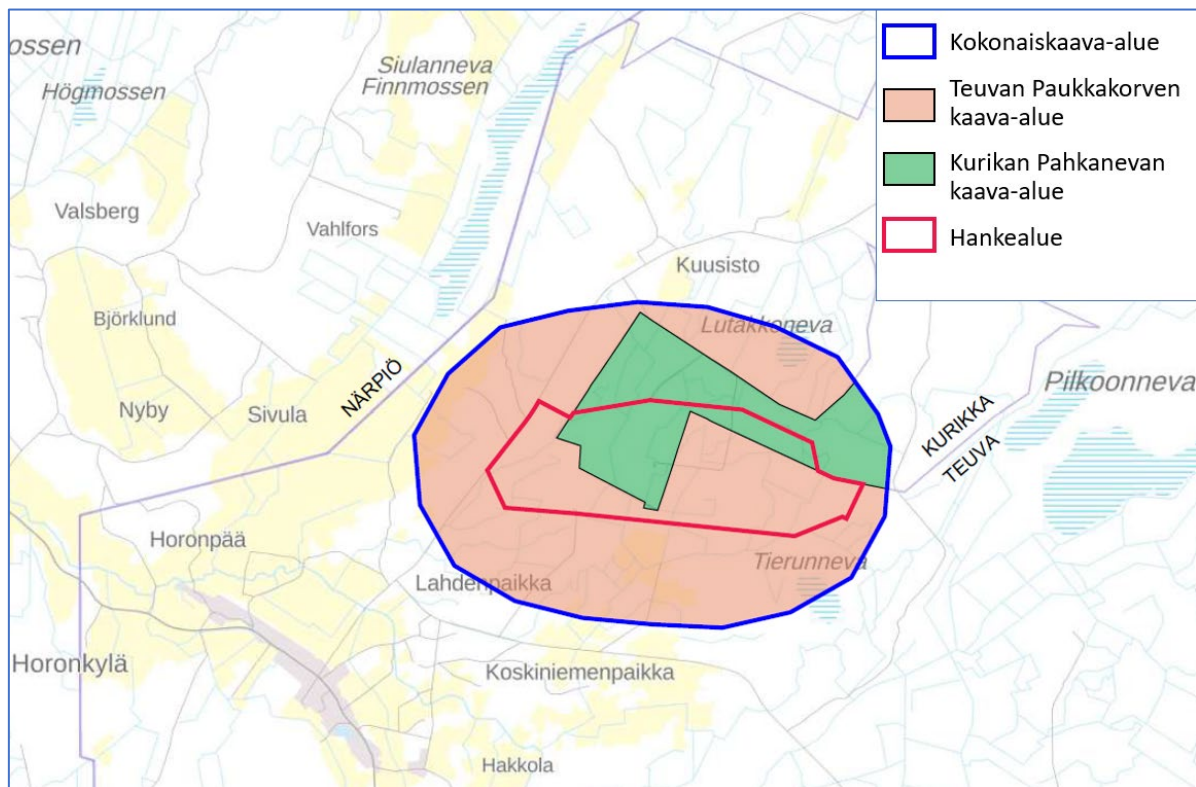 mossen
Högmossen
Siulanneva
Finnmossen
Valsberg
Vahlfors
Kuusisto
Björklund
Lutakkoneva
Nyby
Sivula
NÄRPIÖ
Pilkoonneva
KURIKKA
TEUVA
Horonpää
Lahdenpaikka
Tierunneva
Horonkylä
Koskiniemenpaikka
Hakkola
Kokonaiskaava-alue
Teuvan Paukkakorven
kaava-alue
Kurikan Pahkanevan
kaava-alue
Hankealue